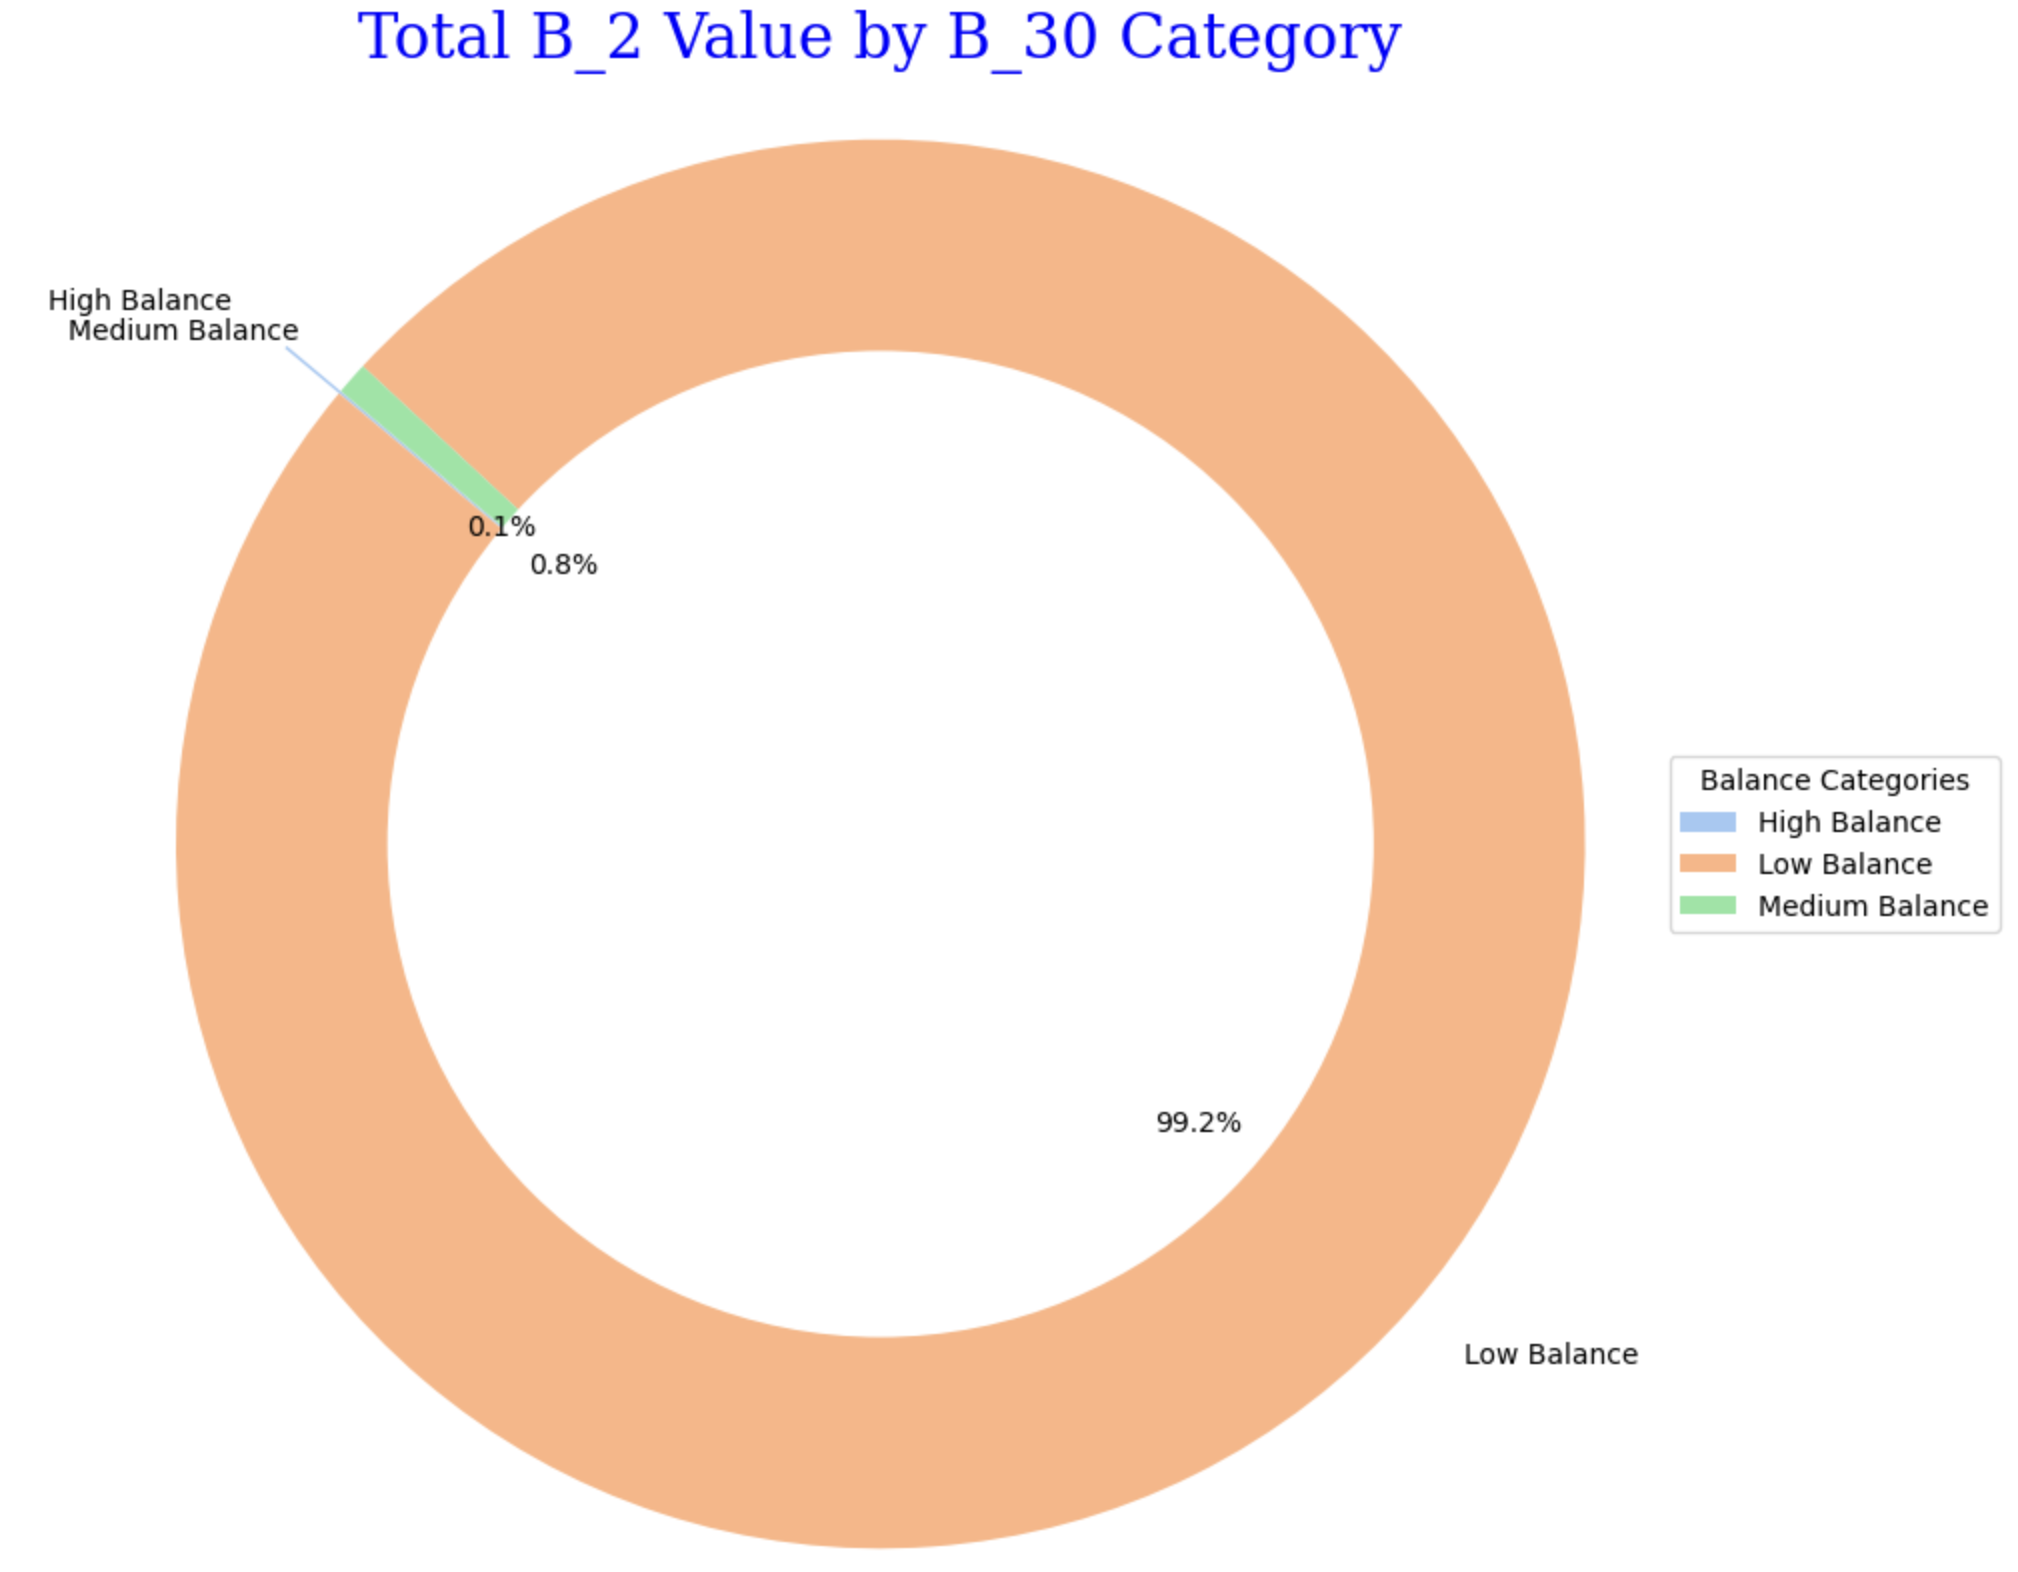 Total B_2 Value by B_30 Category
High Balance
Medium Balance
0.1%
0.8%
Balance Categories
High Balance
Low Balance
Medium Balance
99.2%
Low Balance